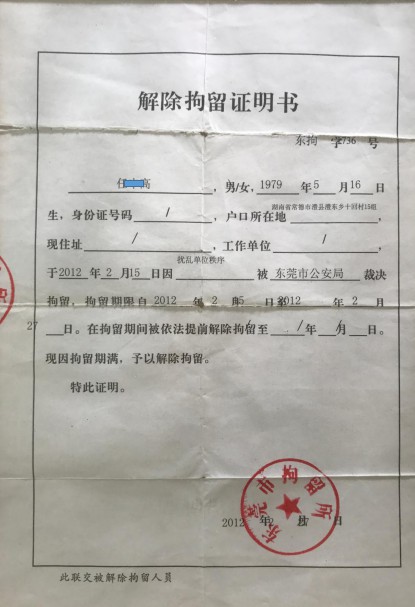 解除拘留证明书
东拘 字736 号
任 高 ，男/女，1979 年 5 月 16 日
湖南省常德市澧县澧东乡十回村15组
生，身份证号码 / ，户口所在地 ，
现住址 / ，工作单位 / ，
扰乱单位秩序
于2012 年 2 月15 日因 被 东莞市公安局 裁决
拘留，拘留期限自 2012 年 2 月 日至2012 年 2 月
27 日。在拘留期间被依法提前解除拘留至 / 年 / 月 / 日。
现因拘留期满，予以解除拘留。
特此证明。
东莞市拘留所
2012 年 2 月 日
此联交被解除拘留人员